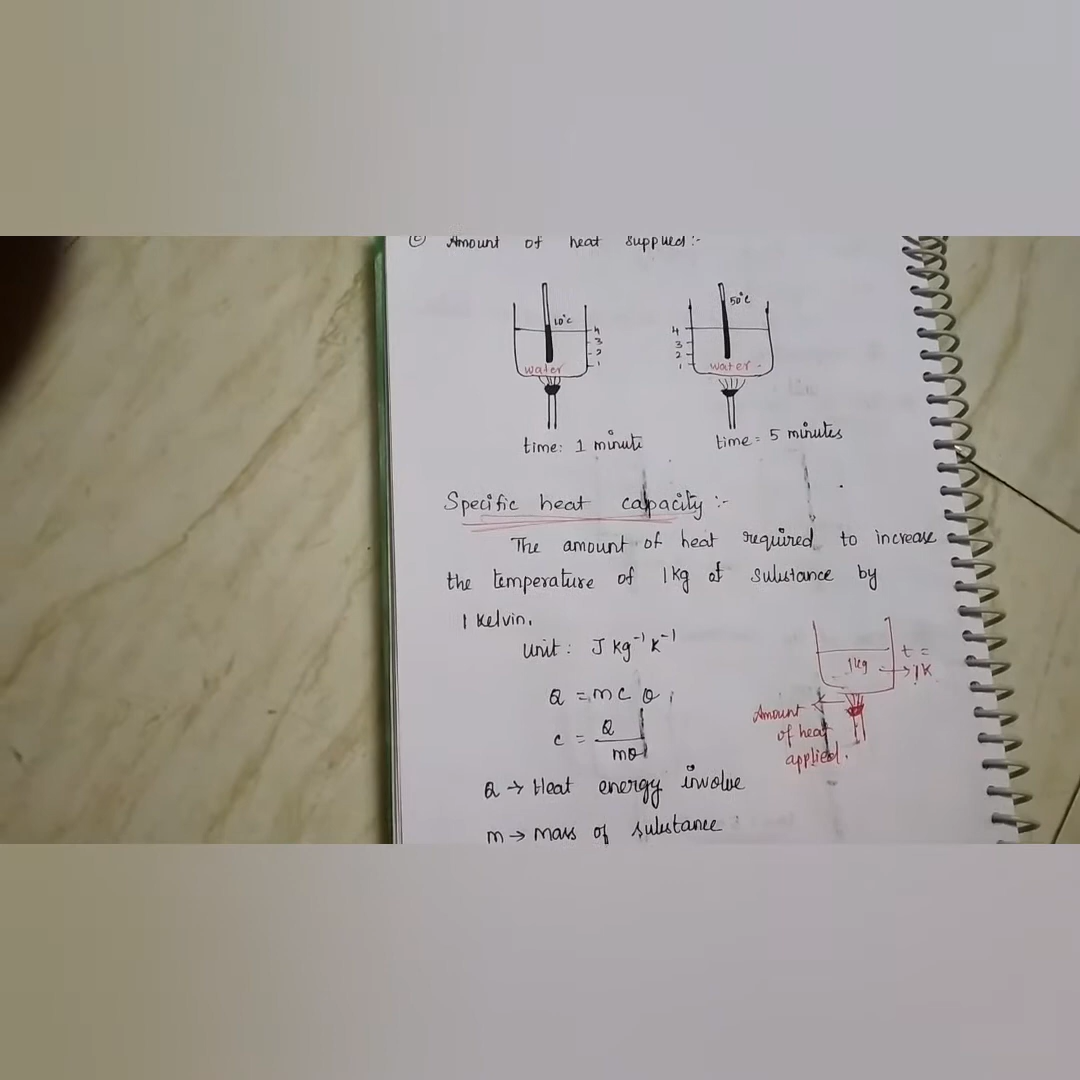 © Amount of heat supplied :-
10°C
50°C
4
3
2
1
4
3
2
1
water
water
time: 1 minute
time = 5 minutes
Specific heat capacity :-
The amount of heat required to increase
the temperature of 1kg of substance by
1 kelvin.
unit : J kg⁻¹ K⁻¹
1kg
t =
1K
Q = m c θ
c = Q / mθ
Amount
of heat
applied.
Q → Heat energy involve
m → mass of substance